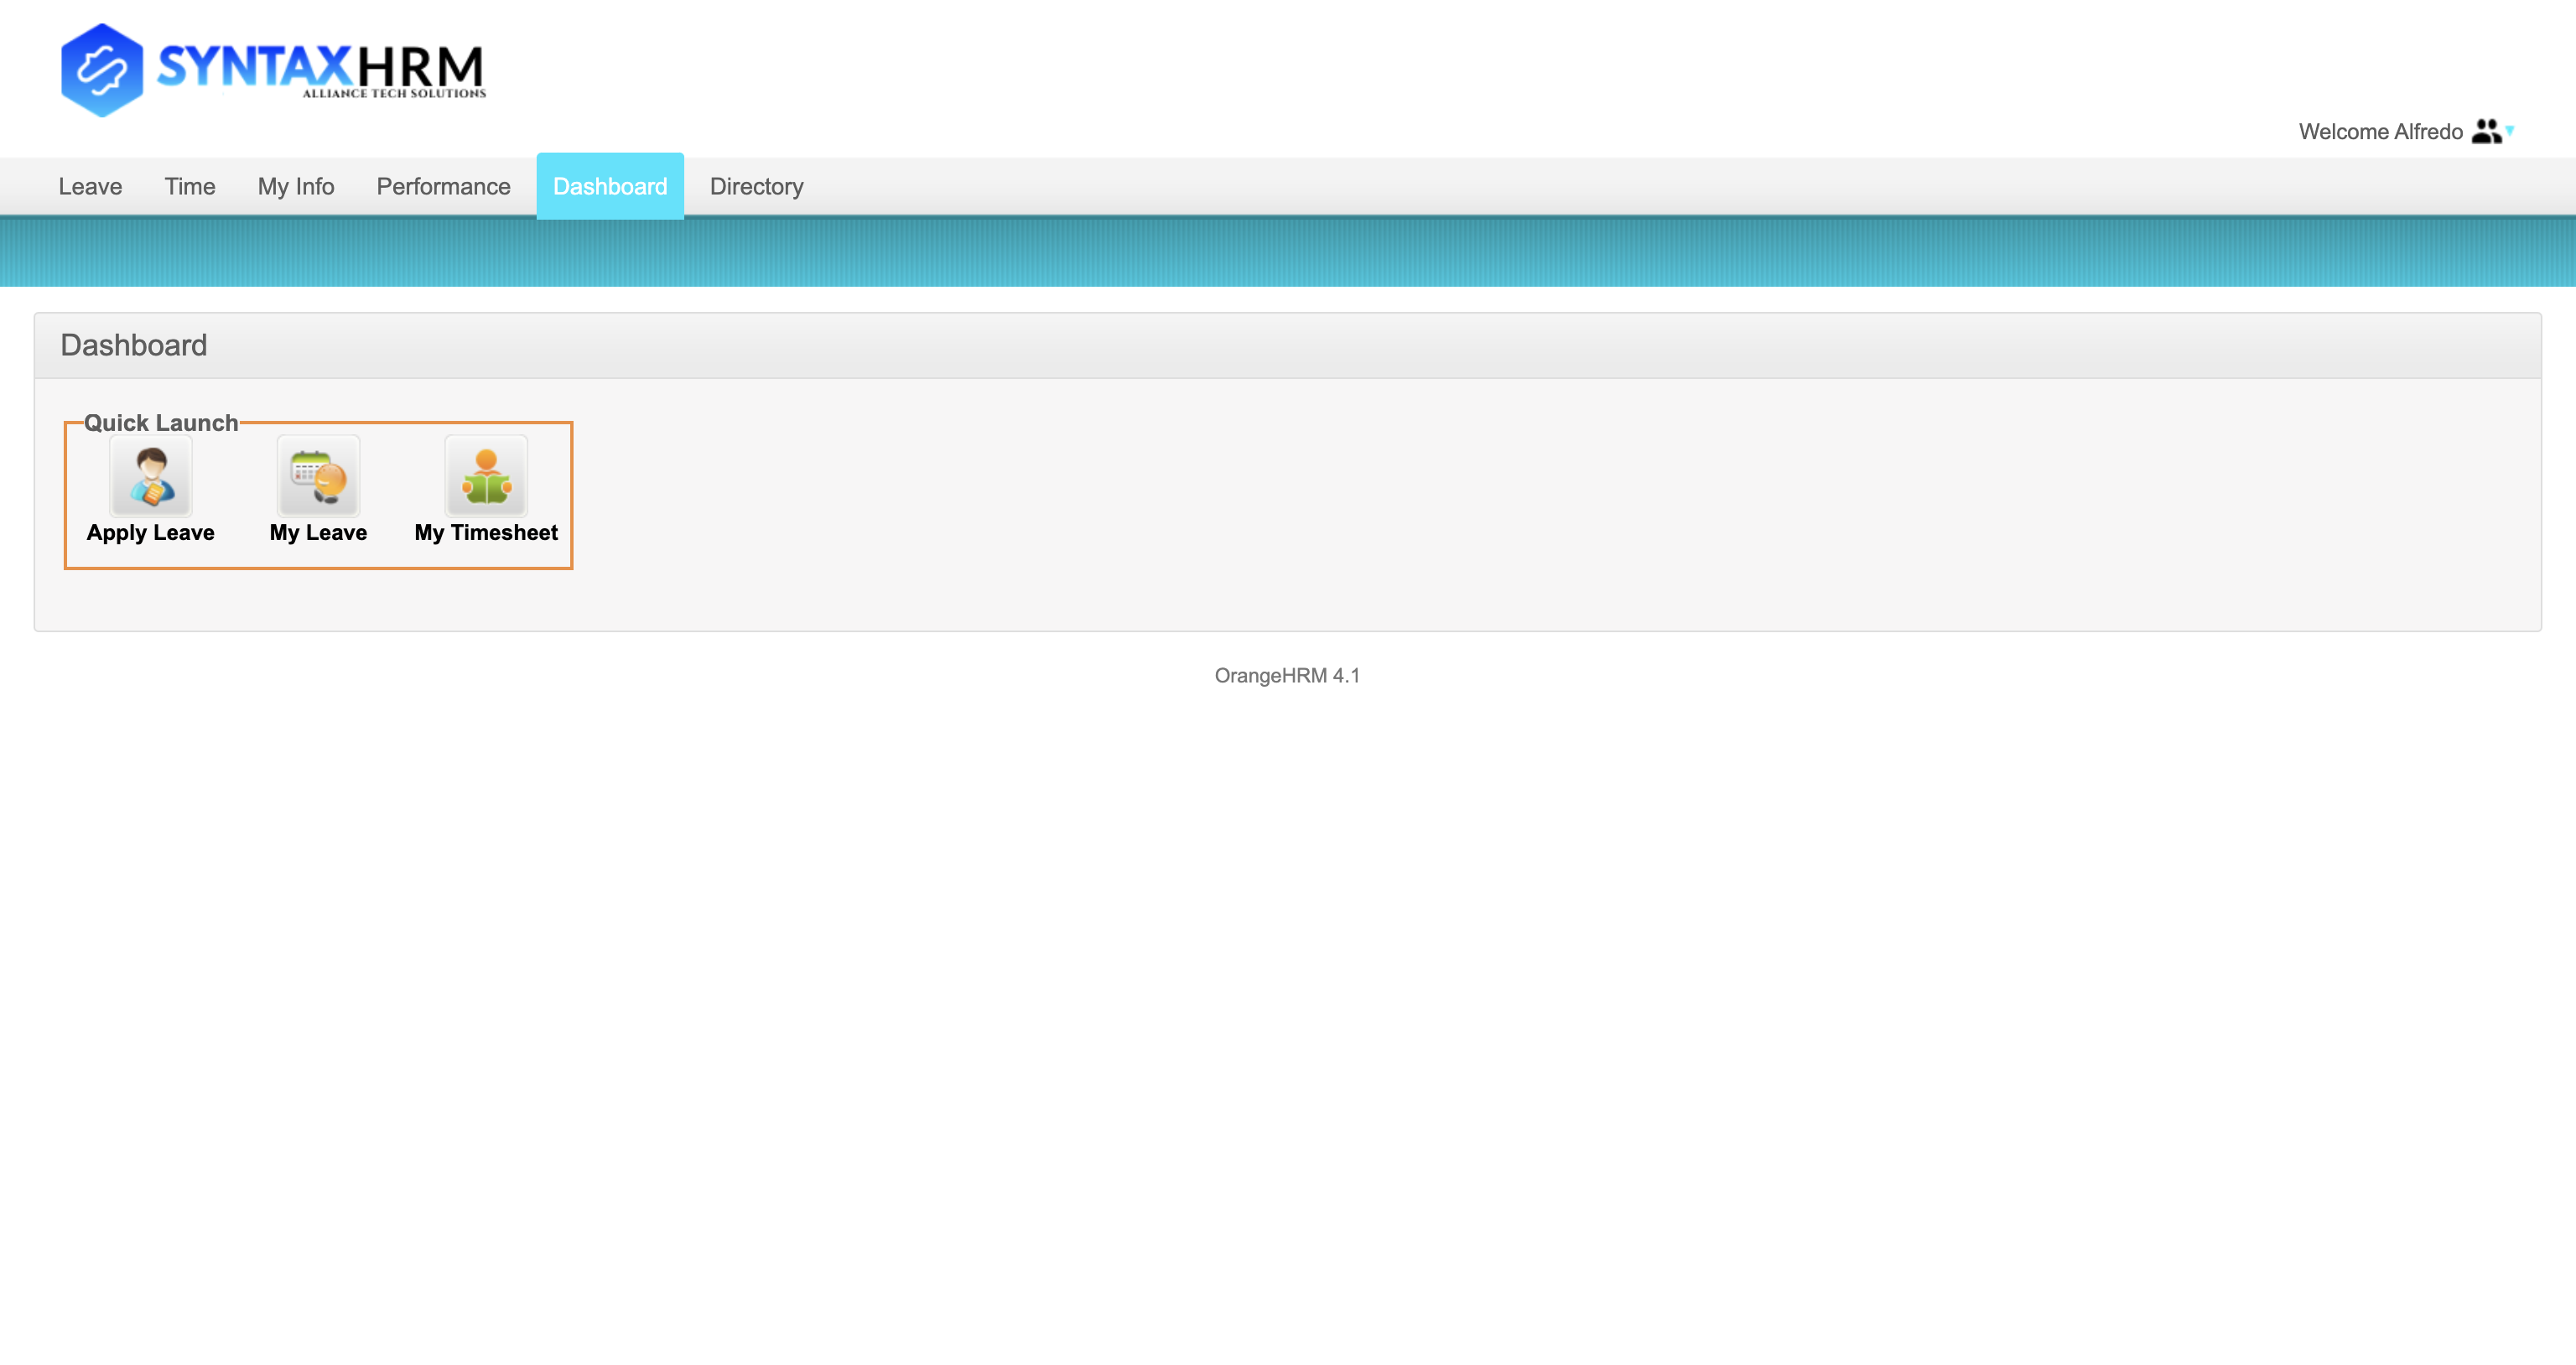 SYNTAXHRM
ALLIANCE TECH SOLUTIONS
Welcome Alfredo
Leave Time My Info Performance Dashboard Directory
Dashboard
Quick Launch
Apply Leave My Leave My Timesheet
OrangeHRM 4.1